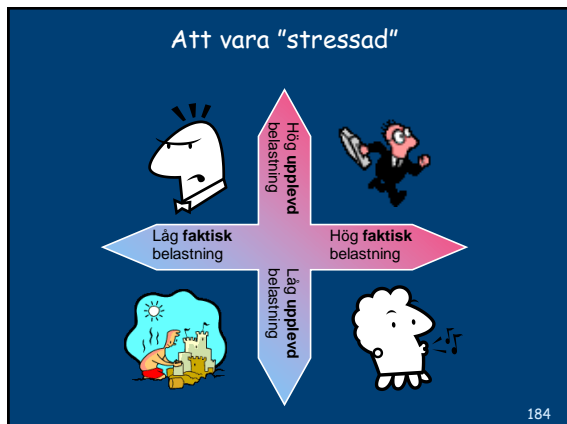 Att vara ”stressad”
Hög upplevd
belastning
Låg faktisk
belastning
Hög faktisk
belastning
Låg upplevd
belastning
184